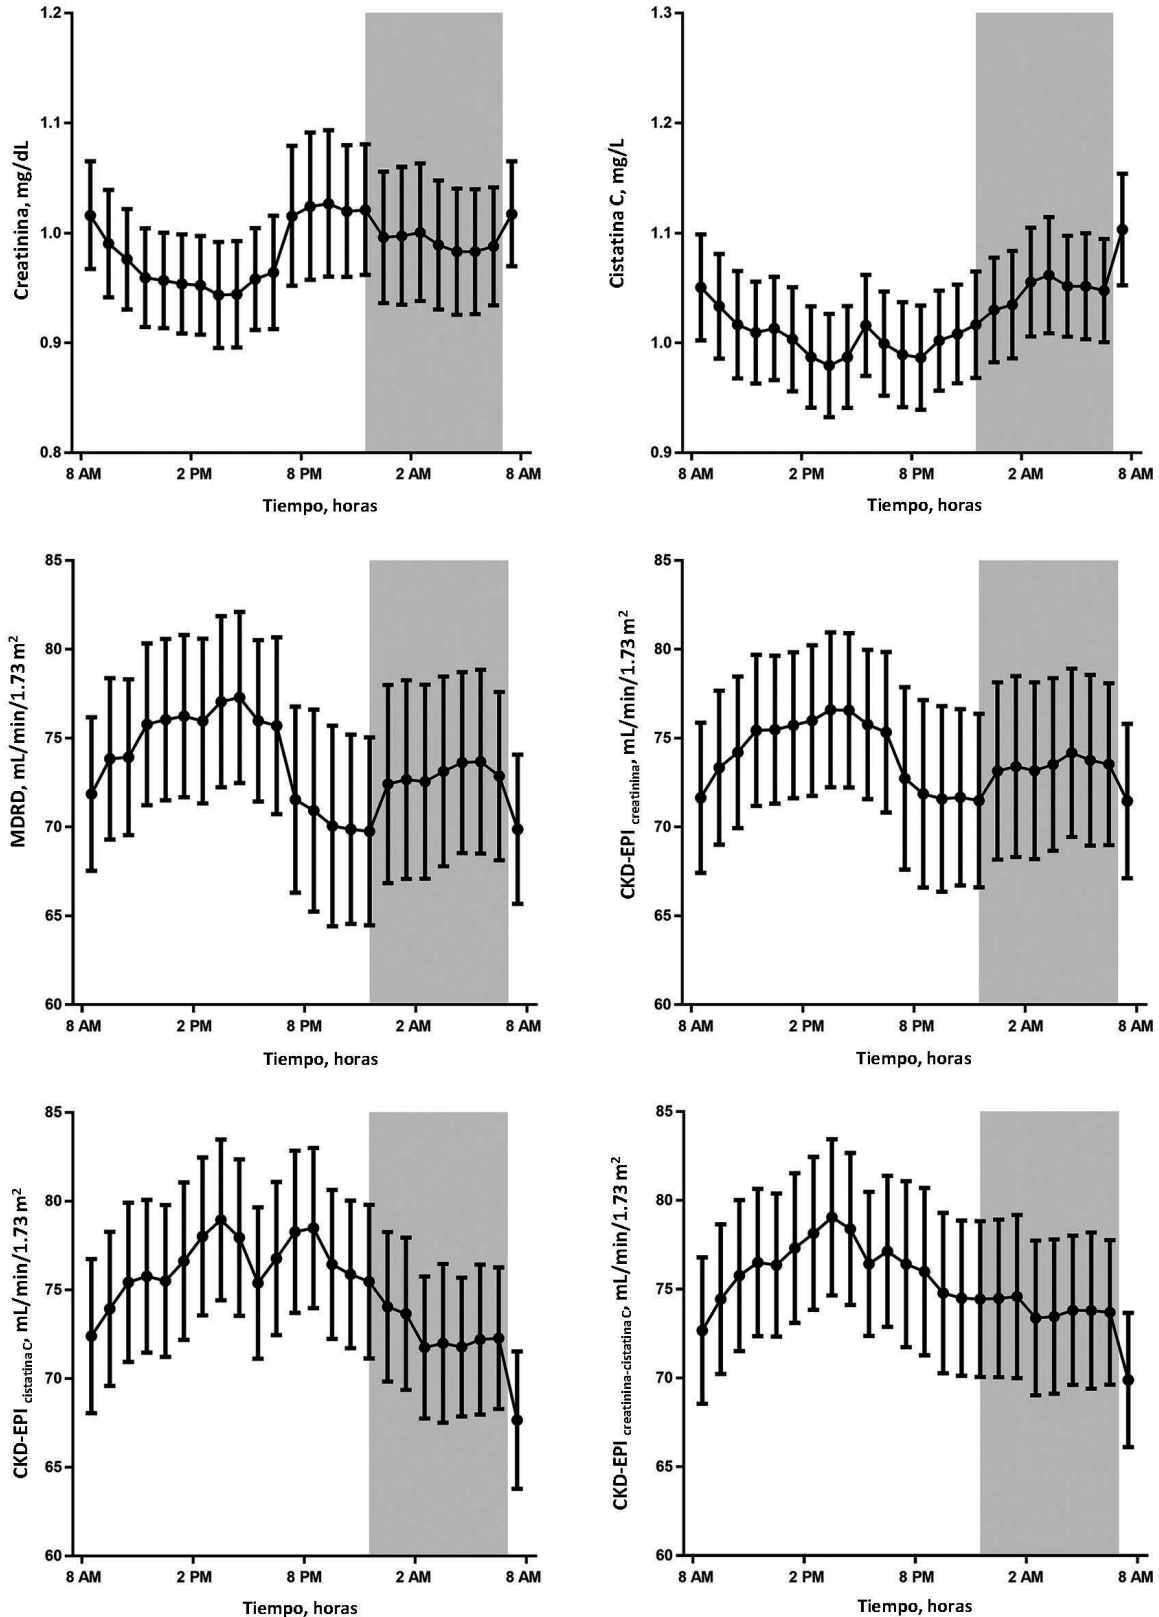 Creatinina, mg/dL
1.2
1.1
1.0
0.9
0.8
8 AM 2 PM 8 PM 2 AM 8 AM
Tiempo, horas
Cistatina C, mg/L
1.3
1.2
1.1
1.0
0.9
8 AM 2 PM 8 PM 2 AM 8 AM
Tiempo, horas
MDRD, mL/min/1.73 m²
85
80
75
70
65
60
8 AM 2 PM 8 PM 2 AM 8 AM
Tiempo, horas
CKD-EPI creatinina, mL/min/1.73 m²
85
80
75
70
65
60
8 AM 2 PM 8 PM 2 AM 8 AM
Tiempo, horas
CKD-EPI cistatina C, mL/min/1.73 m²
85
80
75
70
65
60
8 AM 2 PM 8 PM 2 AM 8 AM
Tiempo, horas
CKD-EPI creatinina-cistatina C, mL/min/1.73 m²
85
80
75
70
65
60
8 AM 2 PM 8 PM 2 AM 8 AM
Tiempo, horas